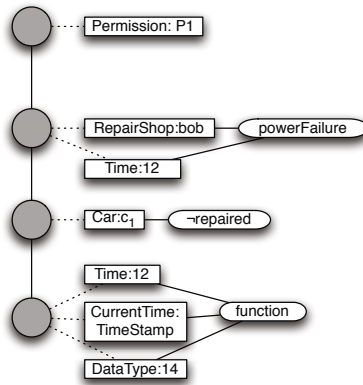 Permission: P1
RepairShop:bob
powerFailure
Time:12
Car:c₁
¬repaired
Time:12
CurrentTime:
TimeStamp
function
DataType:14